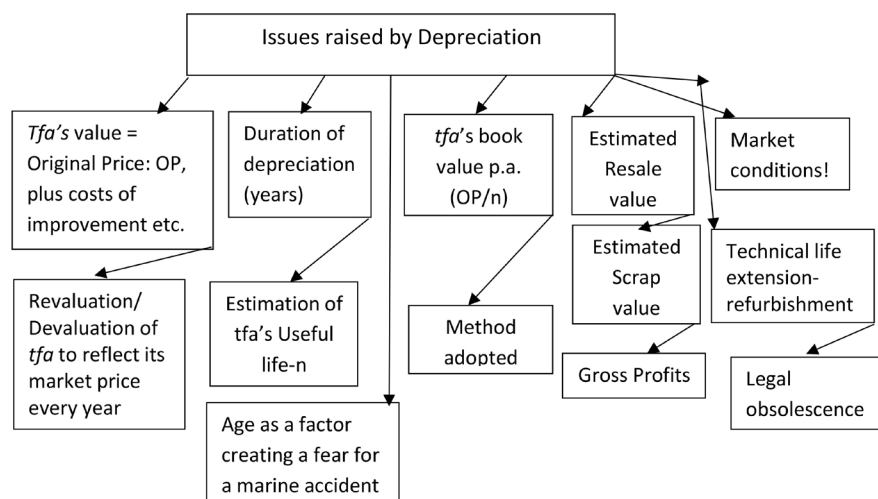 Issues raised by Depreciation
Tfa's value =
Original Price: OP,
plus costs of
improvement etc.
Duration of
depreciation
(years)
tfa's book
value p.a.
(OP/n)
Estimated
Resale
value
Market
conditions!
Revaluation/
Devaluation of
tfa to reflect its
market price
every year
Estimation of
tfa's Useful
life-n
Method
adopted
Estimated
Scrap
value
Technical life
extension-
refurbishment
Gross Profits
Legal
obsolescence
Age as a factor
creating a fear for
a marine accident